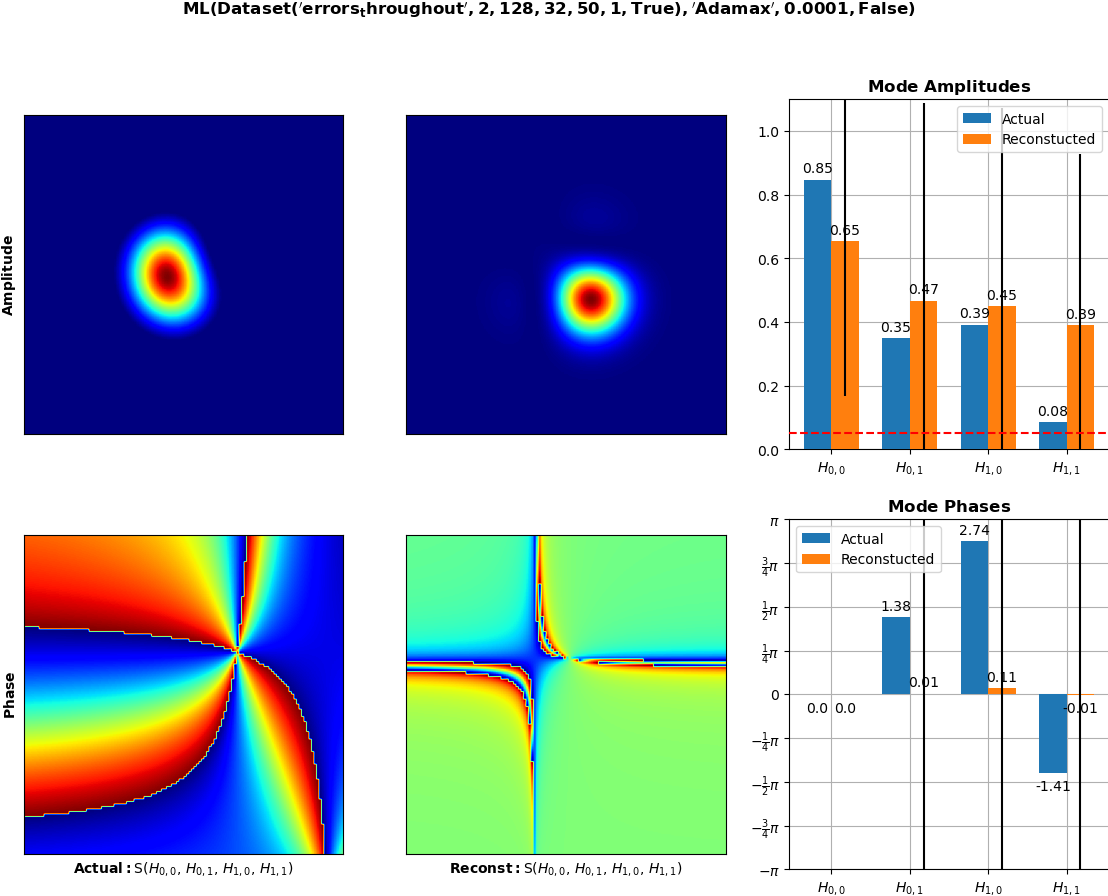 ML(Dataset('errors_throughout', 2, 128, 32, 50, 1, True), 'Adamax', 0.0001, False)
Amplitude
Mode Amplitudes
Actual
Reconstucted
1.0
0.8
0.6
0.4
0.2
0.0
0.85
0.65
0.35
0.47
0.39
0.45
0.08
0.39
H0,0
H0,1
H1,0
H1,1
Phase
Actual: S(H0,0, H0,1, H1,0, H1,1)
Reconst: S(H0,0, H0,1, H1,0, H1,1)
Mode Phases
Actual
Reconstucted
π
3/4π
1/2π
1/4π
0
-1/4π
-1/2π
-3/4π
-π
0.0
0.0
1.38
0.01
2.74
0.11
-1.41
-0.01
H0,0
H0,1
H1,0
H1,1